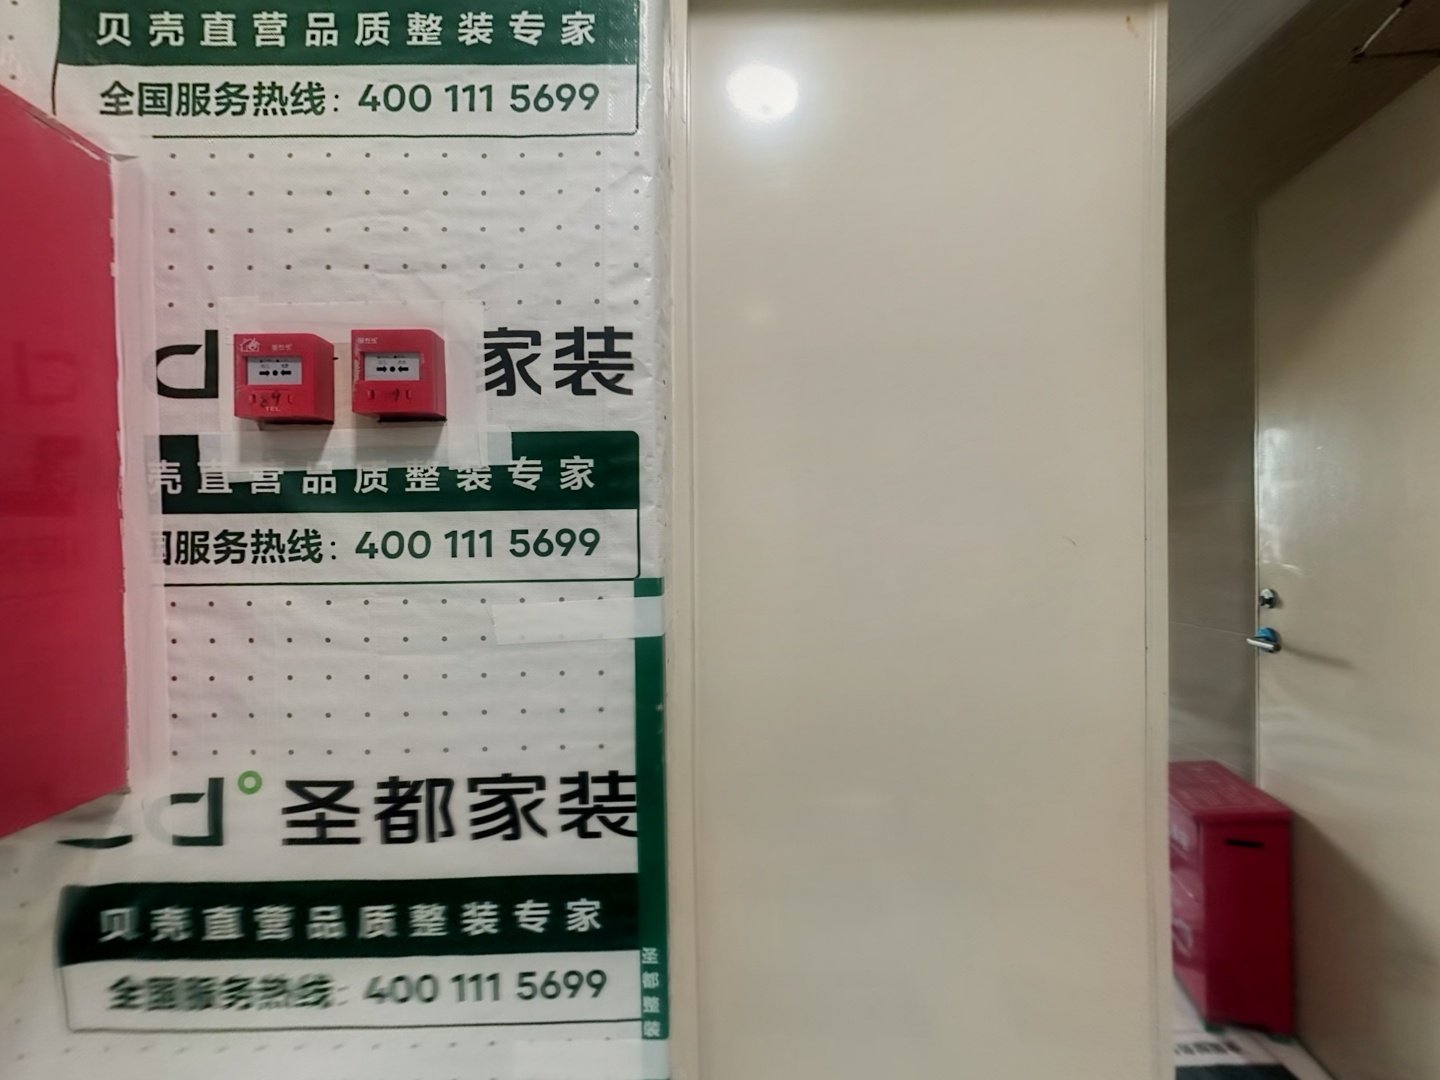 贝壳直营品质整装专家
全国服务热线：400 111 5699
家装
TCL
壳直营品质整装专家
国服务热线：400 111 5699
圣都家装
贝壳直营品质整装专家
全国服务热线：400 111 5699
圣都整装